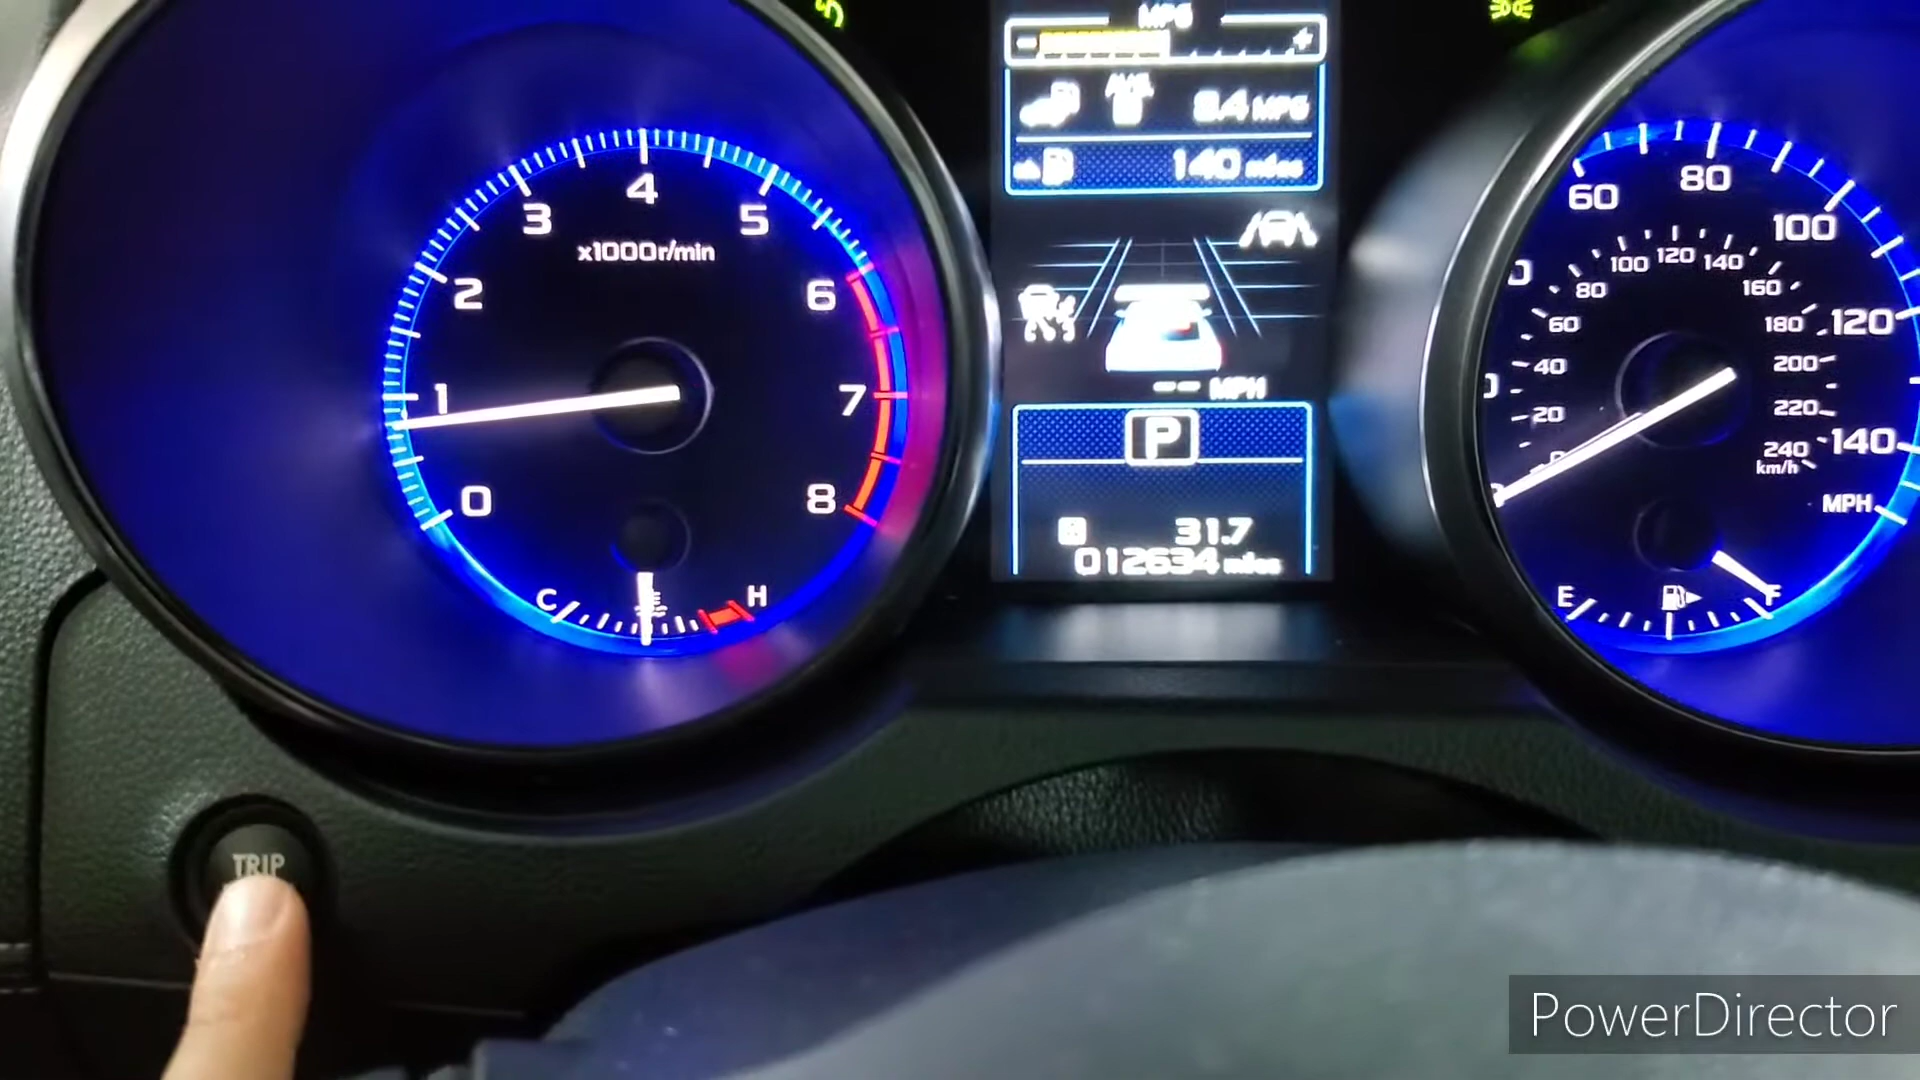 MPG
- +
AVG
8.4 MPG
140 miles
-- MPH
P
31.7
012634 miles
0
1
2
3
4
5
6
7
8
x1000r/min
C
H
60
80
100
120
140
MPH
20
40
60
80
100
120
140
160
180
200
220
240
km/h
E
F
TRIP
PowerDirector